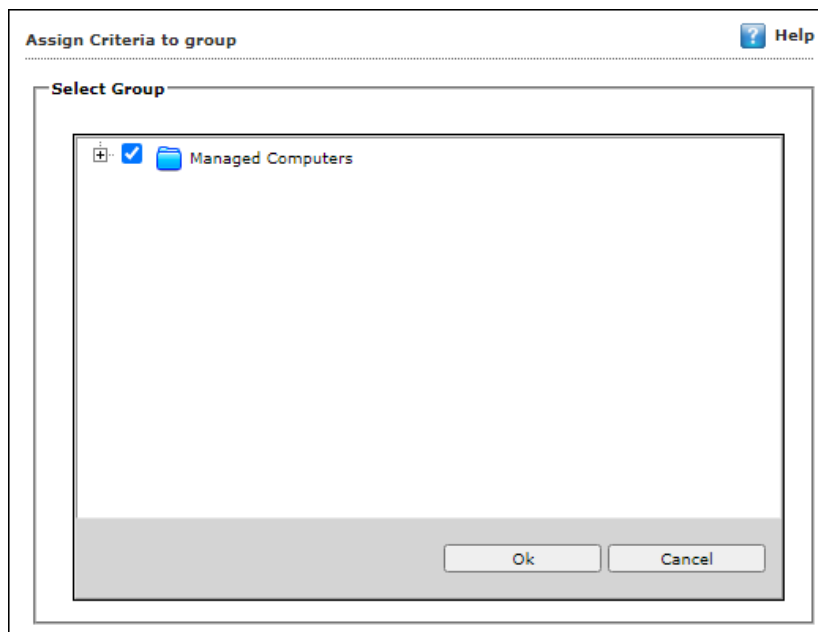 Assign Criteria to group
? Help
Select Group
Managed Computers
Ok
Cancel